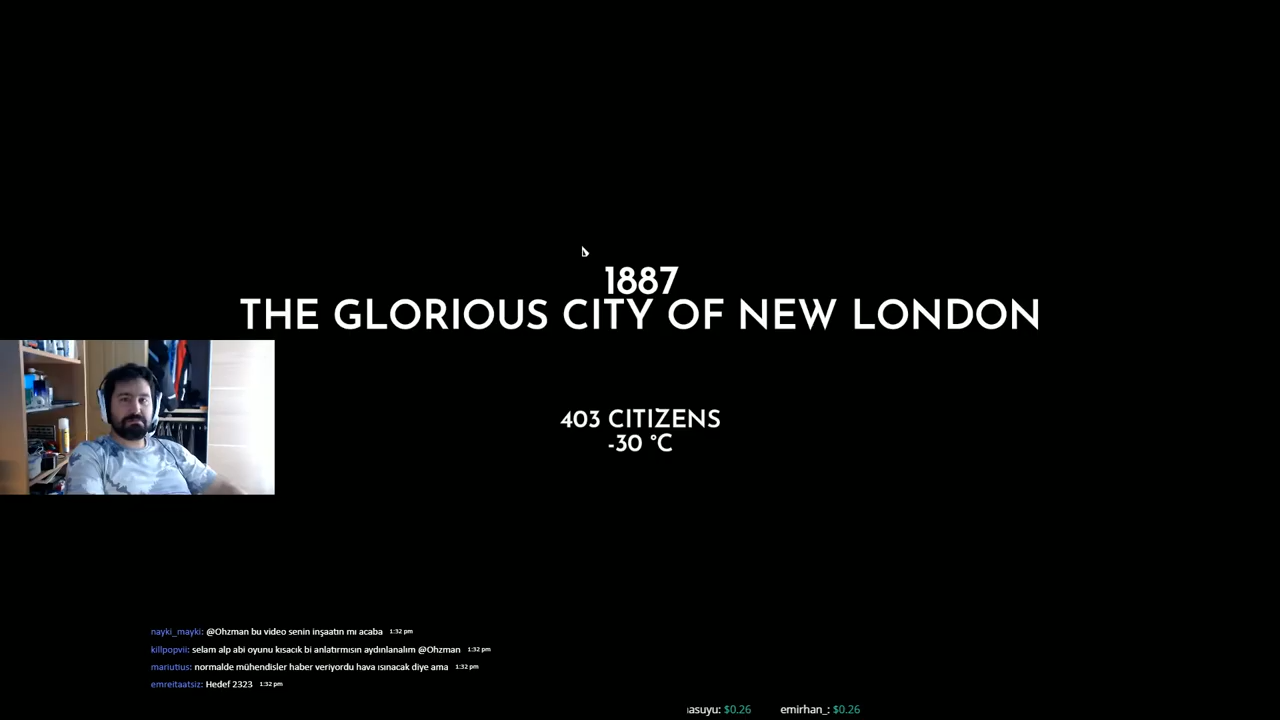 1887
THE GLORIOUS CITY OF NEW LONDON
403 CITIZENS
-30 °C
nayki_mayki: @Ohzman bu video senin inşaatın mı acaba 1:32 pm
killpopvii: selam alp abi oyunu kısacık bi anlatırmısın aydınlanalım @Ohzman 1:32 pm
mariutius: normalde mühendisler haber veriyordu hava ısınacak diye ama 1:32 pm
emreitaatsiz: Hedef 2323 1:32 pm
asuyu: $0.26 emirhan_: $0.26